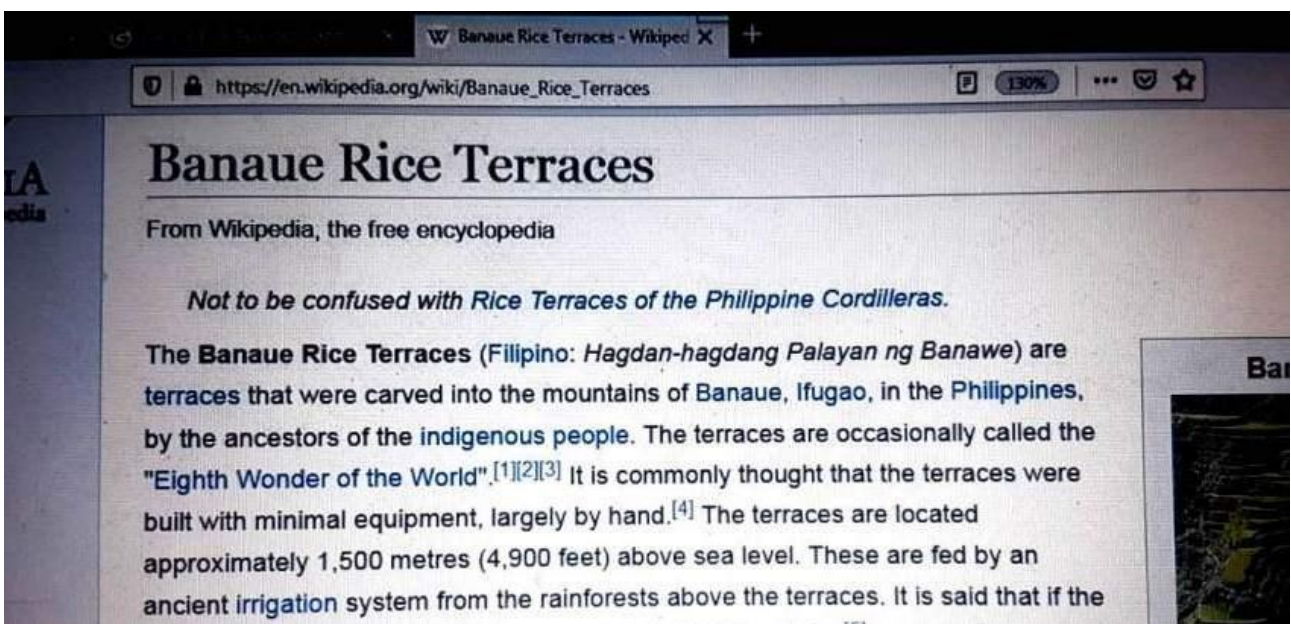 Banaue Rice Terraces - Wikiped
https://en.wikipedia.org/wiki/Banaue_Rice_Terraces
130%
IA
edia
Banaue Rice Terraces
From Wikipedia, the free encyclopedia
Not to be confused with Rice Terraces of the Philippine Cordilleras.
The Banaue Rice Terraces (Filipino: Hagdan-hagdang Palayan ng Banawe) are
terraces that were carved into the mountains of Banaue, Ifugao, in the Philippines,
by the ancestors of the indigenous people. The terraces are occasionally called the
"Eighth Wonder of the World".[1][2][3] It is commonly thought that the terraces were
built with minimal equipment, largely by hand.[4] The terraces are located
approximately 1,500 metres (4,900 feet) above sea level. These are fed by an
ancient irrigation system from the rainforests above the terraces. It is said that if the
Ban